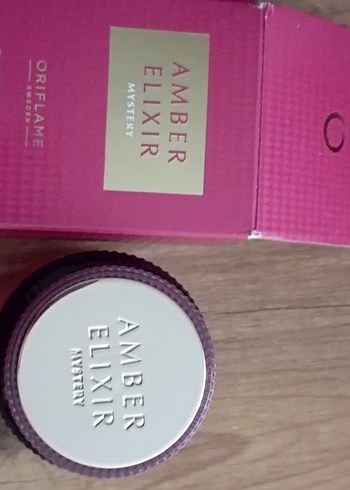 AMBER
ELIXIR
MYSTERY
ORIFLAME
SWEDEN
AMBER
ELIXIR
MYSTERY